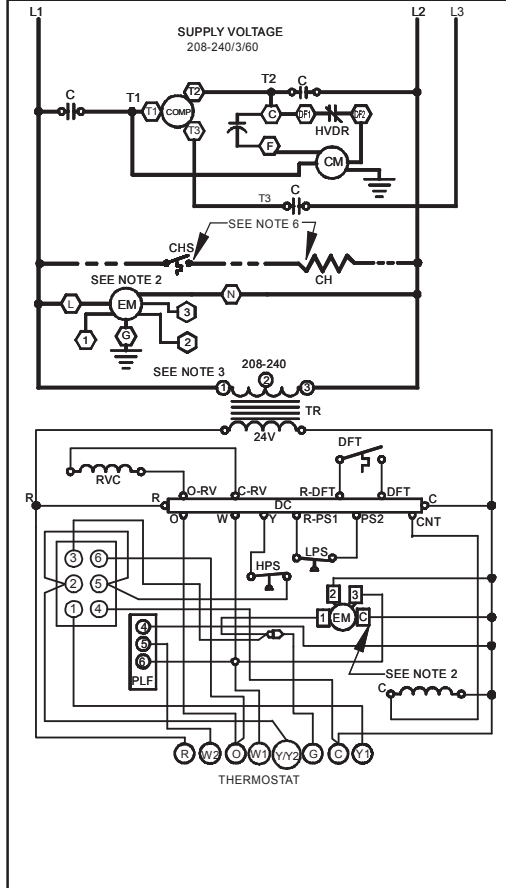 L1 L2 L3
SUPPLY VOLTAGE
208-240/3/60
T2 C
C T1 T2
T1 COMP C DF1 DF2
HVDR
T3 F
CM
T3 C
SEE NOTE 6
CHS
CH
SEE NOTE 2
L EM 3 N
1 G 2
SEE NOTE 3 208-240
1 2 3
TR
24V DFT
RVC
R R O-RV C-RV R-DFT DFT C
DC
O W Y R-PS1 PS2 CNT
LPS
HPS
3 6
2 5
1 4
2 3
1 EM C
4
5
6
PLF
SEE NOTE 2
C
R W2 O W1 Y/Y2 G C Y1
THERMOSTAT